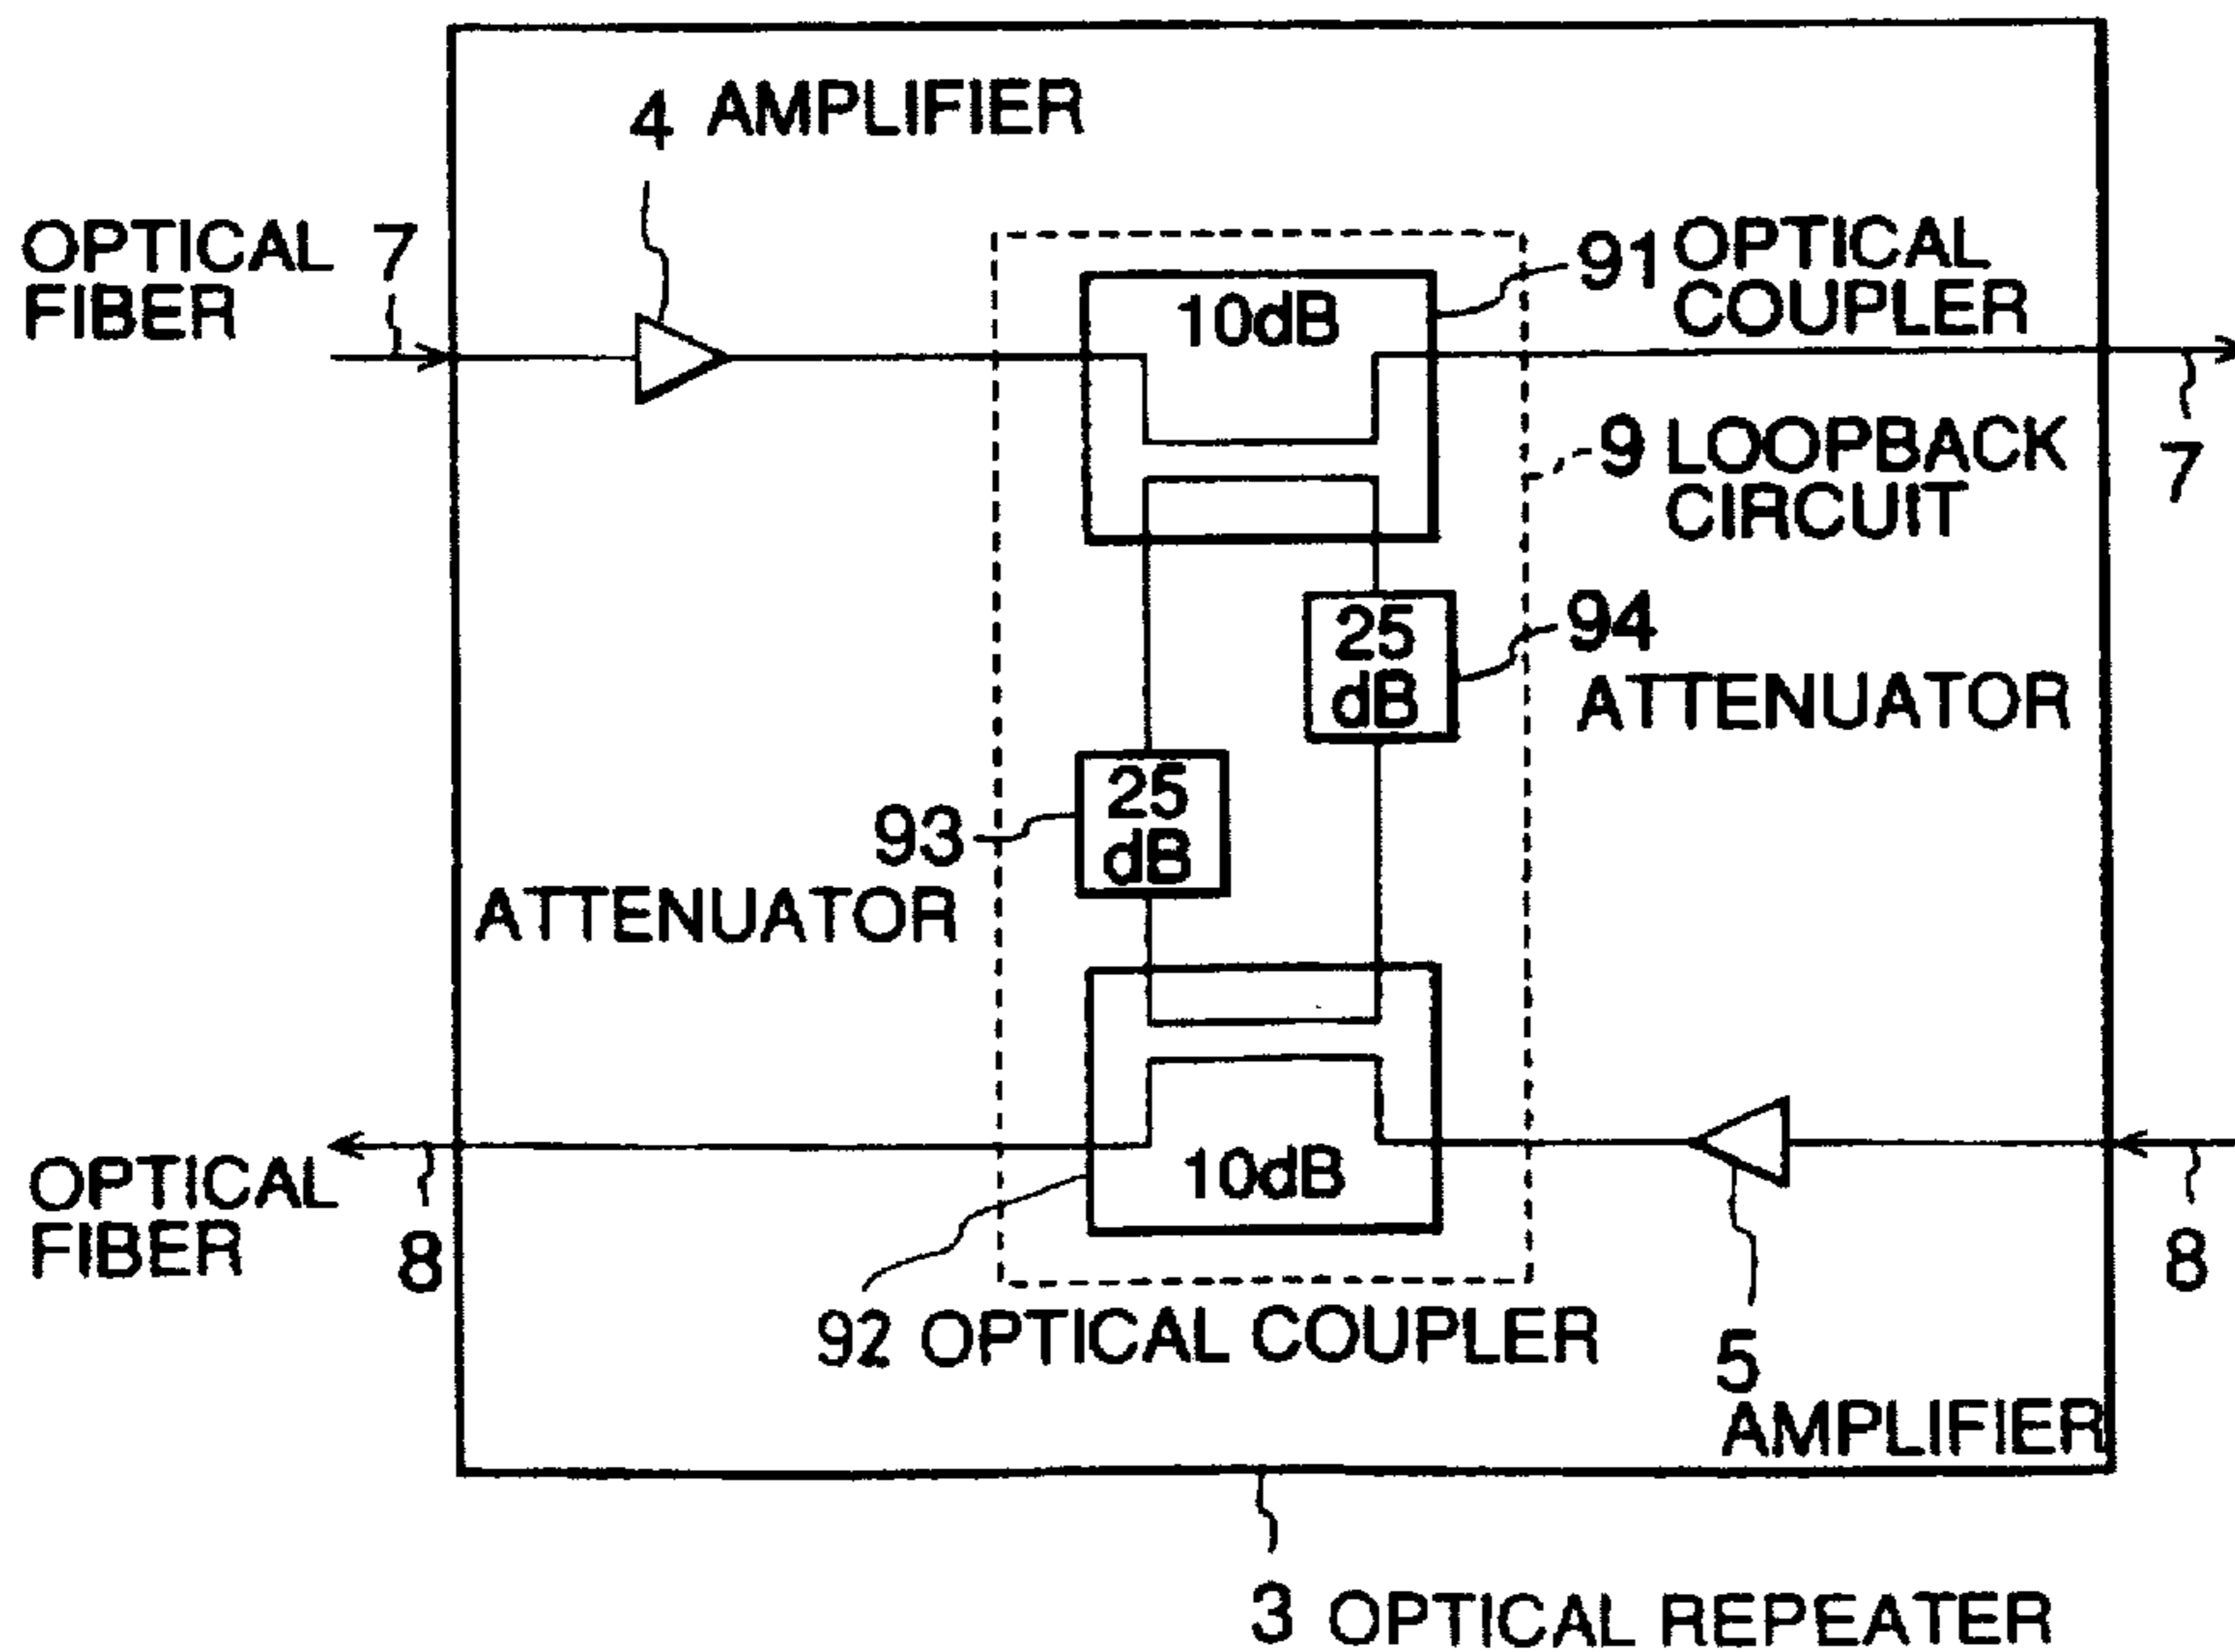 4 AMPLIFIER
OPTICAL
FIBER
7
91 OPTICAL
COUPLER
10dB
7
9 LOOPBACK
CIRCUIT
25
dB
94
ATTENUATOR
25
dB
93
ATTENUATOR
10dB
OPTICAL
FIBER
8
8
92 OPTICAL COUPLER
5
AMPLIFIER
3 OPTICAL REPEATER